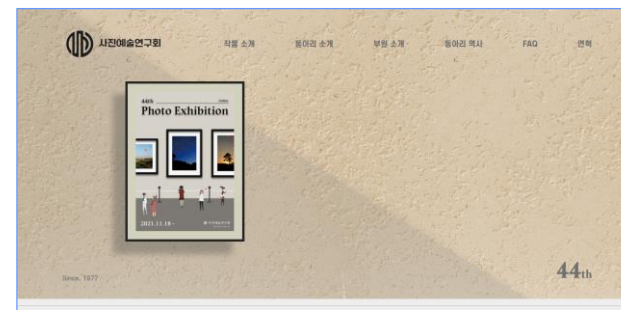 사진예술연구회
작품 소개
동아리 소개
부원 소개
동아리 역사
FAQ
연혁
44th
Photo Exhibition
2021.11.18~
Since. 1977
44th